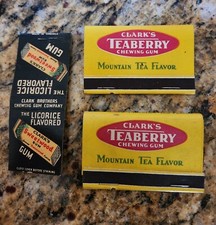 GUM
THE LICORICE
FLAVORED
CLARK BROTHERS
CHEWING GUM COMPANY
THE LICORICE
FLAVORED
GUM
CLARK'S
TEABERRY
CHEWING GUM
MOUNTAIN TEA FLAVOR
CLARK'S
TEABERRY
CHEWING GUM
MOUNTAIN TEA FLAVOR